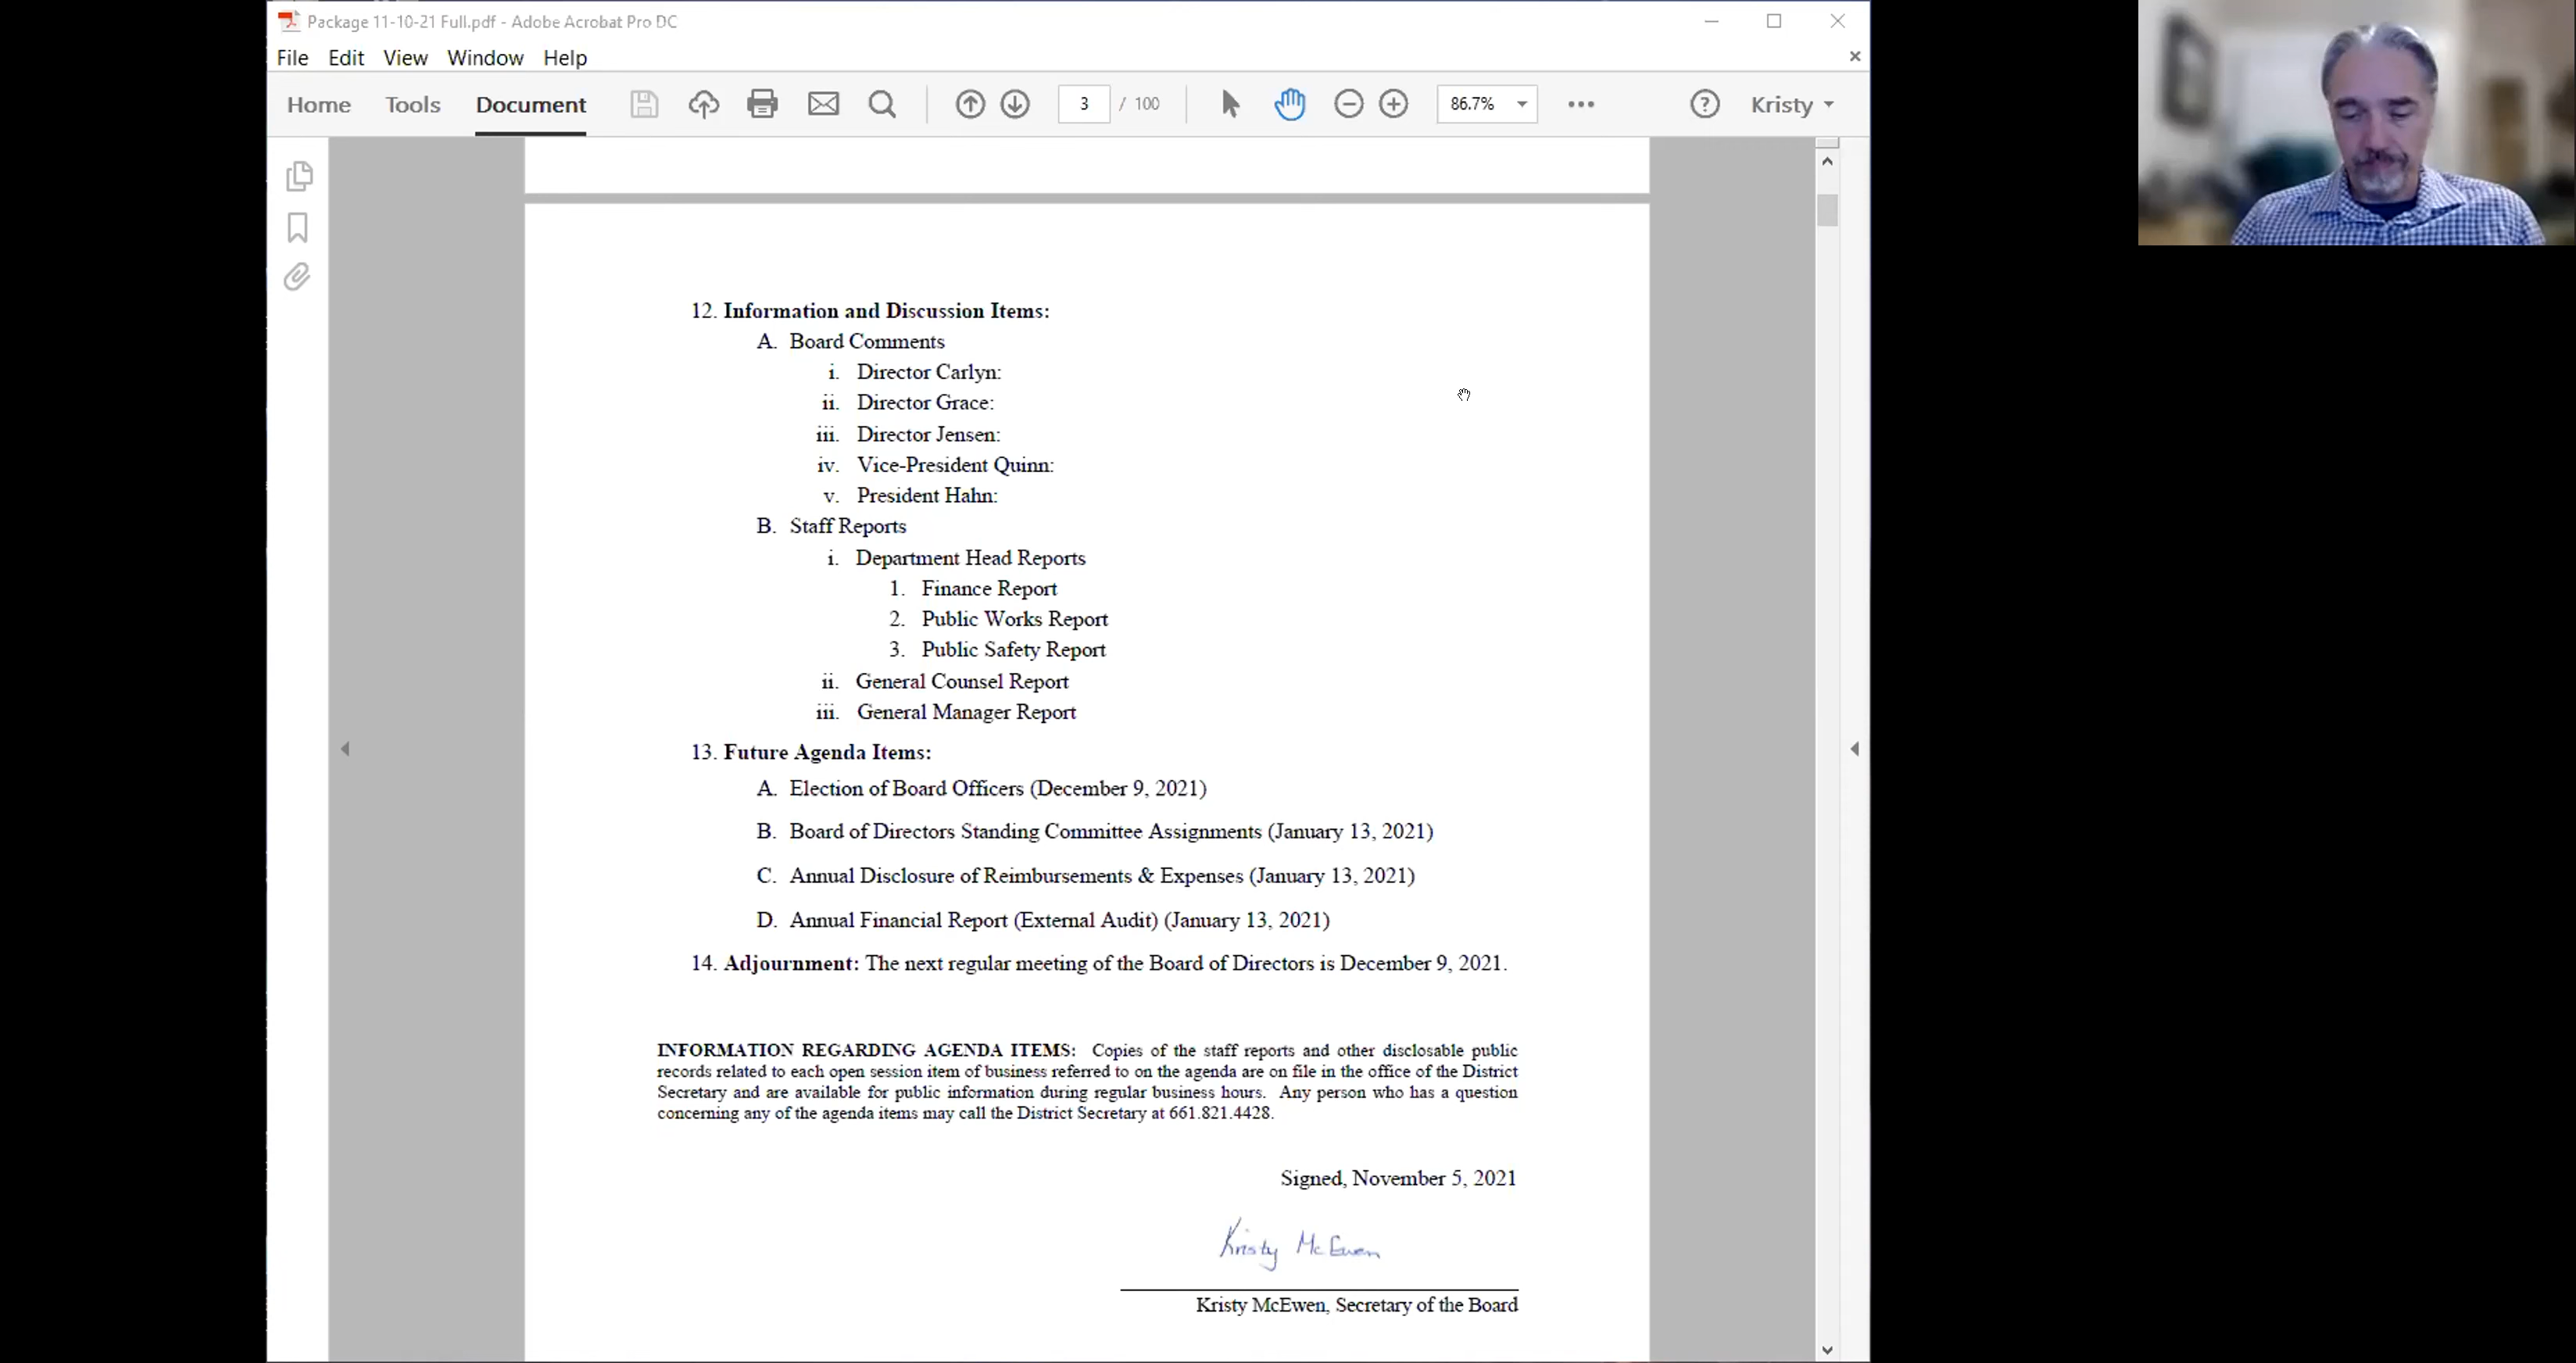 Package 11-10-21 Full.pdf - Adobe Acrobat Pro DC
File Edit View Window Help
Home Tools Document 3 / 100 86.7% Kristy
12. Information and Discussion Items:
A. Board Comments
i. Director Carlyn:
ii. Director Grace:
iii. Director Jensen:
iv. Vice-President Quinn:
v. President Hahn:
B. Staff Reports
i. Department Head Reports
1. Finance Report
2. Public Works Report
3. Public Safety Report
ii. General Counsel Report
iii. General Manager Report
13. Future Agenda Items:
A. Election of Board Officers (December 9, 2021)
B. Board of Directors Standing Committee Assignments (January 13, 2021)
C. Annual Disclosure of Reimbursements & Expenses (January 13, 2021)
D. Annual Financial Report (External Audit) (January 13, 2021)
14. Adjournment: The next regular meeting of the Board of Directors is December 9, 2021.
INFORMATION REGARDING AGENDA ITEMS: Copies of the staff reports and other disclosable public
records related to each open session item of business referred to on the agenda are on file in the office of the District
Secretary and are available for public information during regular business hours. Any person who has a question
concerning any of the agenda items may call the District Secretary at 661.821.4428.
Signed, November 5, 2021
Kristy McEwen
Kristy McEwen, Secretary of the Board